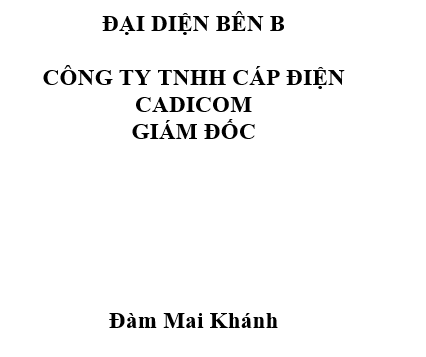 ĐẠI DIỆN BÊN B
CÔNG TY TNHH CÁP ĐIỆN
CADICOM
GIÁM ĐỐC
Đàm Mai Khánh